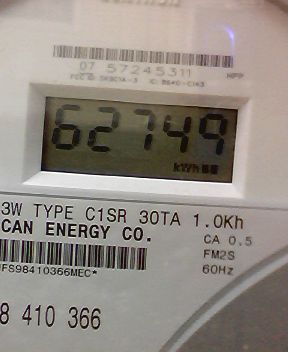 07 57245311
HPP
62749
kWh
3W TYPE C1SR 30TA 1.0Kh
CAN ENERGY CO.
CA 0.5
FM2S
60Hz
FS98410366MEC*
8 410 366